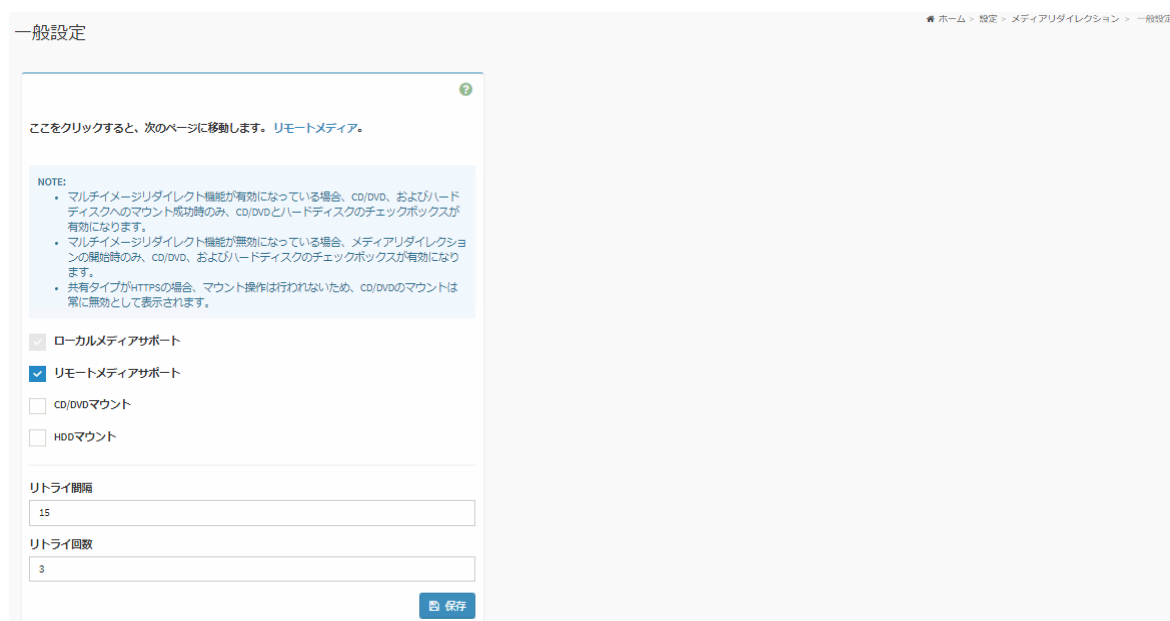 ホーム > 設定 > メディアリダイレクション > 一般設定
一般設定
ここをクリックすると、次のページに移動します。 リモートメディア。
NOTE:
• マルチイメージリダイレクト機能が有効になっている場合、CD/DVD、およびハード
ディスクへのマウント成功時のみ、CD/DVDとハードディスクのチェックボックスが
有効になります。
• マルチイメージリダイレクト機能が無効になっている場合、メディアリダイレクショ
ンの開始時のみ、CD/DVD、およびハードディスクのチェックボックスが有効になり
ます。
• 共有タイプがHTTPSの場合、マウント操作は行われないため、CD/DVDのマウントは
常に無効として表示されます。
ローカルメディアサポート
リモートメディアサポート
CD/DVDマウント
HDDマウント
リトライ間隔
15
リトライ回数
3
保存